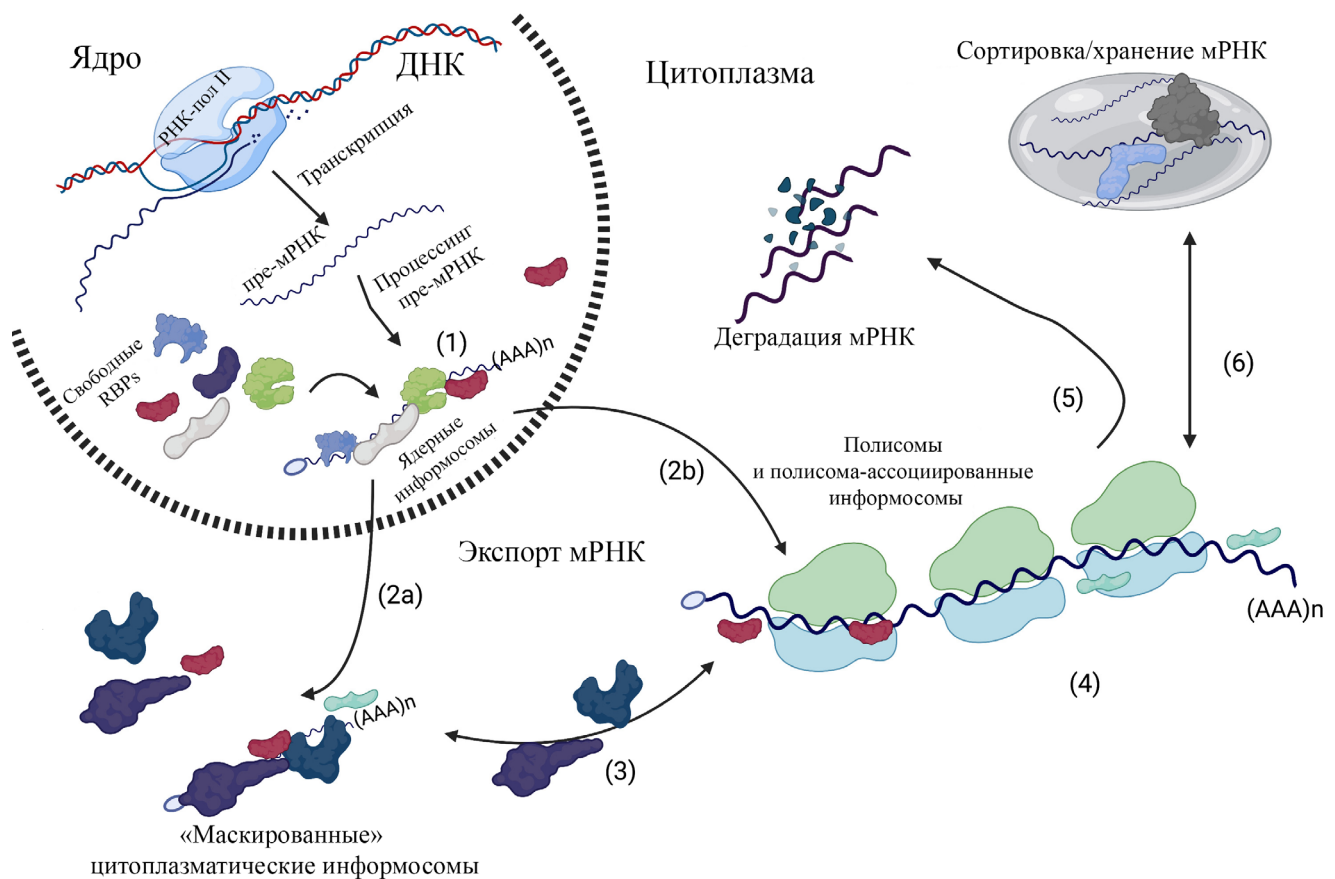 Ядро
ДНК
РНК-пол II
Транскрипция
пре-мРНК
Процессинг
пре-мРНК
Свободные
RBPs
(1)
(AAA)n
Ядерные
информосомы
Цитоплазма
Сортировка/хранение мРНК
Деградация мРНК
(5)
(6)
(2b)
Полисомы
и полисома-ассоциированные
информосомы
Экспорт мРНК
(2a)
(AAA)n
(4)
(AAA)n
(3)
«Маскированные»
цитоплазматические информосомы